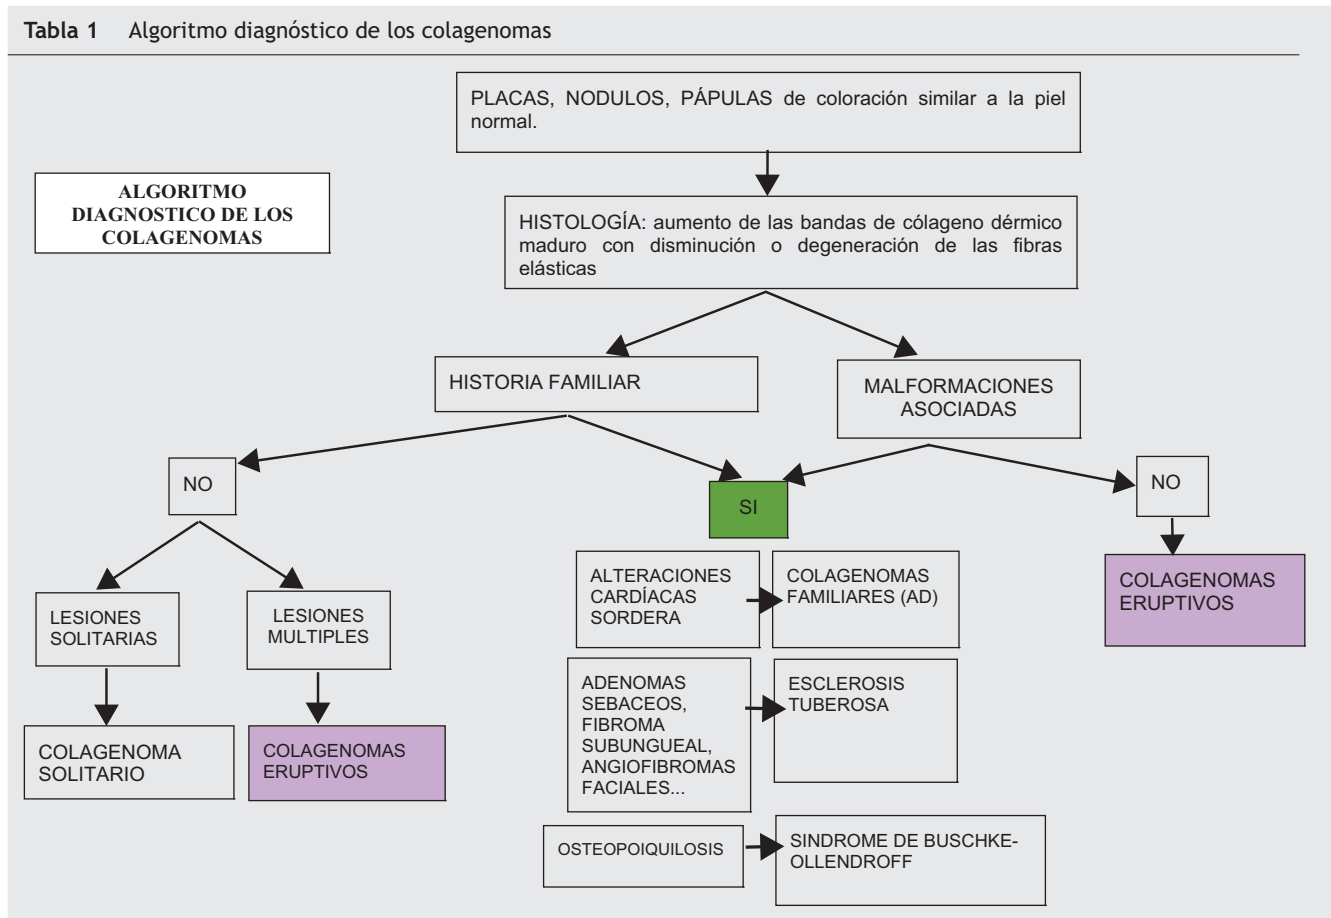 Tabla 1 Algoritmo diagnóstico de los colagenomas
PLACAS, NODULOS, PÁPULAS de coloración similar a la piel
normal.
ALGORITMO
DIAGNOSTICO DE LOS
COLAGENOMAS
HISTOLOGÍA: aumento de las bandas de cólageno dérmico
maduro con disminución o degeneración de las fibras
elásticas
HISTORIA FAMILIAR
MALFORMACIONES
ASOCIADAS
NO
SI
NO
LESIONES
SOLITARIAS
LESIONES
MULTIPLES
ALTERACIONES
CARDÍACAS
SORDERA
COLAGENOMAS
FAMILIARES (AD)
COLAGENOMAS
ERUPTIVOS
ADENOMAS
SEBACEOS,
FIBROMA
SUBUNGUEAL,
ANGIOFIBROMAS
FACIALES...
ESCLEROSIS
TUBEROSA
COLAGENOMA
SOLITARIO
COLAGENOMAS
ERUPTIVOS
OSTEOPOIQUILOSIS
SINDROME DE BUSCHKE-
OLLENDROFF